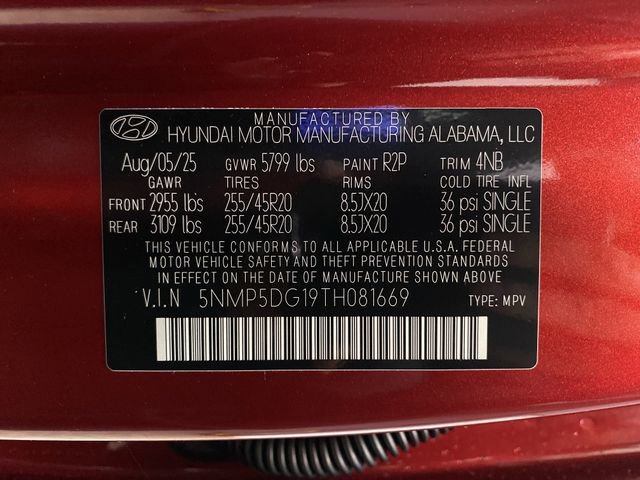 MANUFACTURED BY
HYUNDAI MOTOR MANUFACTURING ALABAMA, LLC
Aug/05/25 GVWR 5799 lbs PAINT R2P TRIM 4NB
GAWR TIRES RIMS COLD TIRE INFL
FRONT 2955 lbs 255/45R20 8.5JX20 36 psi SINGLE
REAR 3109 lbs 255/45R20 8.5JX20 36 psi SINGLE
THIS VEHICLE CONFORMS TO ALL APPLICABLE U.S.A. FEDERAL
MOTOR VEHICLE SAFETY AND THEFT PREVENTION STANDARDS
IN EFFECT ON THE DATE OF MANUFACTURE SHOWN ABOVE.
V.I.N 5NMP5DG19TH081669 TYPE: MPV